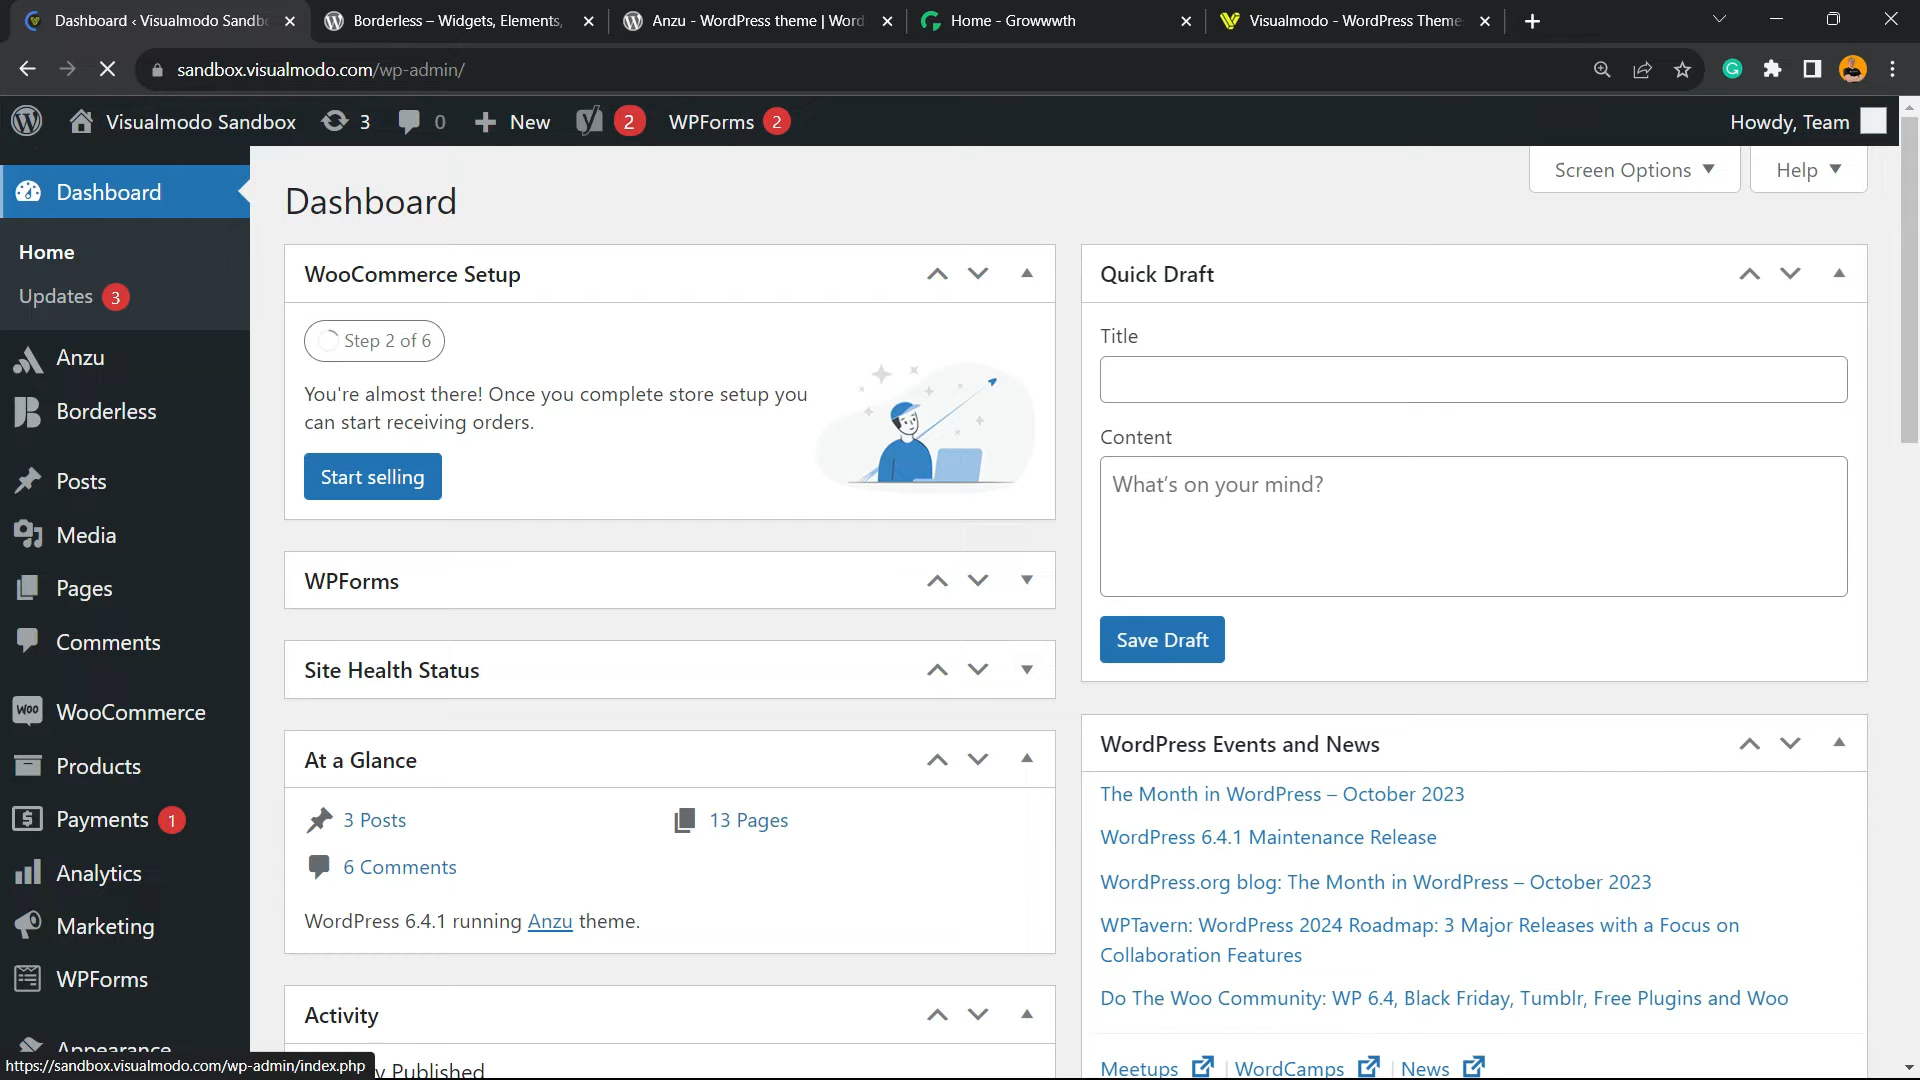 Dashboard ‹ Visualmodo Sandb
Borderless – Widgets, Elements,
Anzu - WordPress theme | Word
Home - Growwwth
Visualmodo - WordPress Theme
sandbox.visualmodo.com/wp-admin/
Visualmodo Sandbox
3
0
New
2
WPForms
2
Howdy, Team
Screen Options
Help
Dashboard
Home
Updates 3
Anzu
Borderless
Posts
Media
Pages
Comments
Woo
WooCommerce
Products
Payments 1
Analytics
Marketing
WPForms
Appearance
https://sandbox.visualmodo.com/wp-admin/index.php
Dashboard
WooCommerce Setup
Step 2 of 6
You're almost there! Once you complete store setup you
can start receiving orders.
Start selling
WPForms
Site Health Status
At a Glance
3 Posts
13 Pages
6 Comments
WordPress 6.4.1 running Anzu theme.
Activity
y Published
Quick Draft
Title
Content
What's on your mind?
Save Draft
WordPress Events and News
The Month in WordPress – October 2023
WordPress 6.4.1 Maintenance Release
WordPress.org blog: The Month in WordPress – October 2023
WPTavern: WordPress 2024 Roadmap: 3 Major Releases with a Focus on
Collaboration Features
Do The Woo Community: WP 6.4, Black Friday, Tumblr, Free Plugins and Woo
Meetups | WordCamps | News